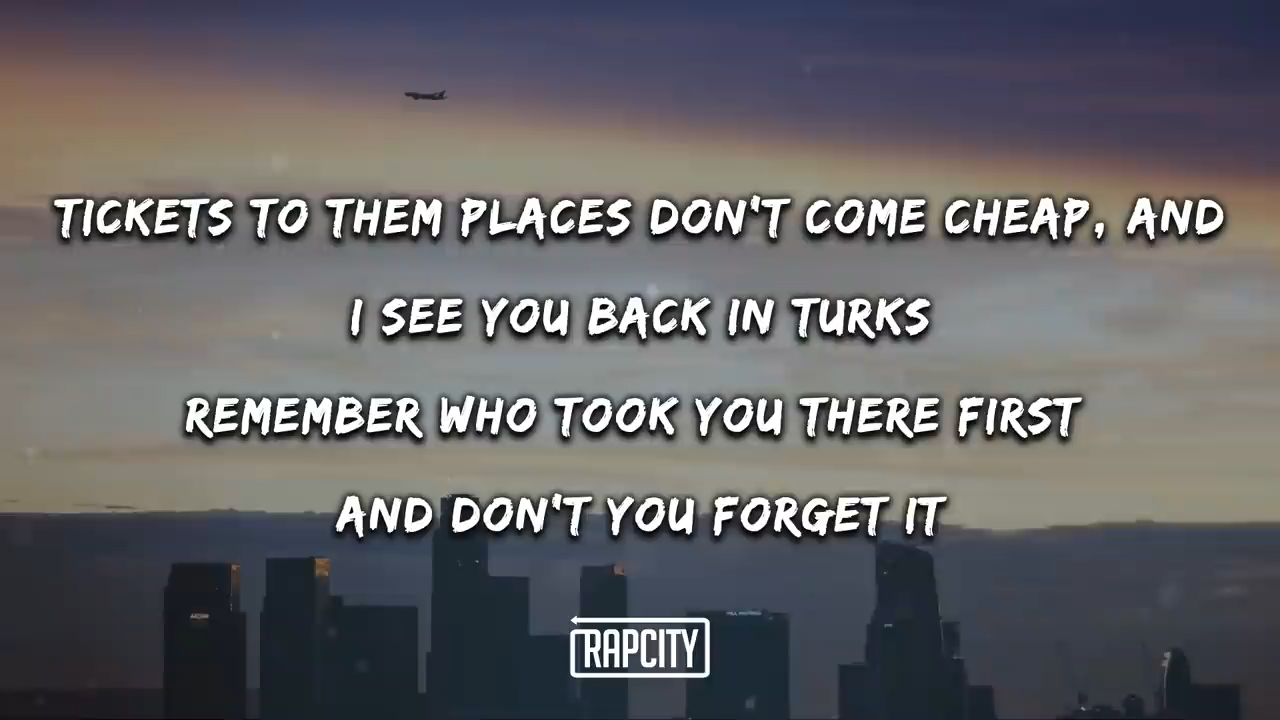 TICKETS TO THEM PLACES DON'T COME CHEAP, AND
I SEE YOU BACK IN TURKS
REMEMBER WHO TOOK YOU THERE FIRST
AND DON'T YOU FORGET IT
RAPCITY